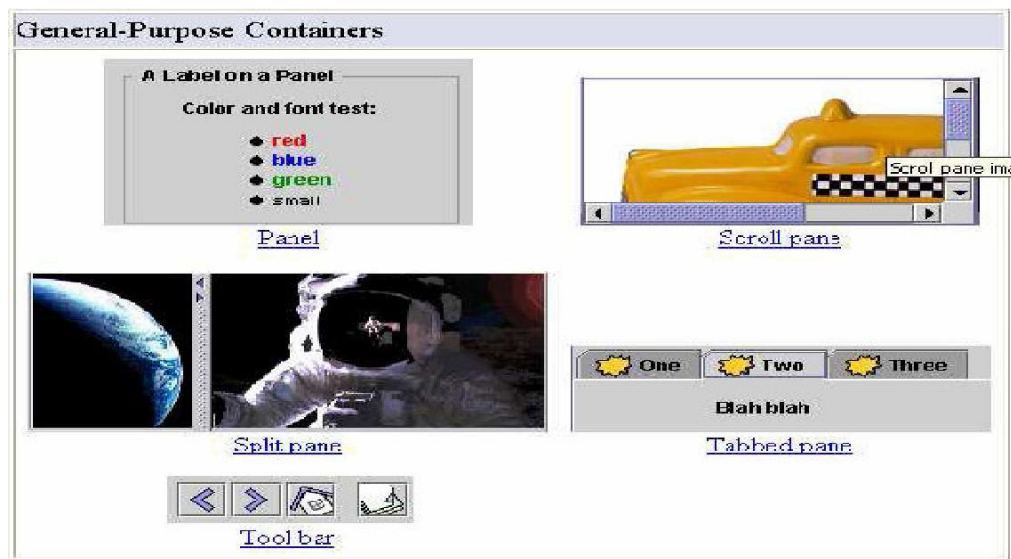 General-Purpose Containers
A Label on a Panel
Color and font test:
red
blue
green
small
Panel
Scrol pane ima
Scroll pane
Split pane
One Two Three
Blah blah
Tabbed pane
Tool bar